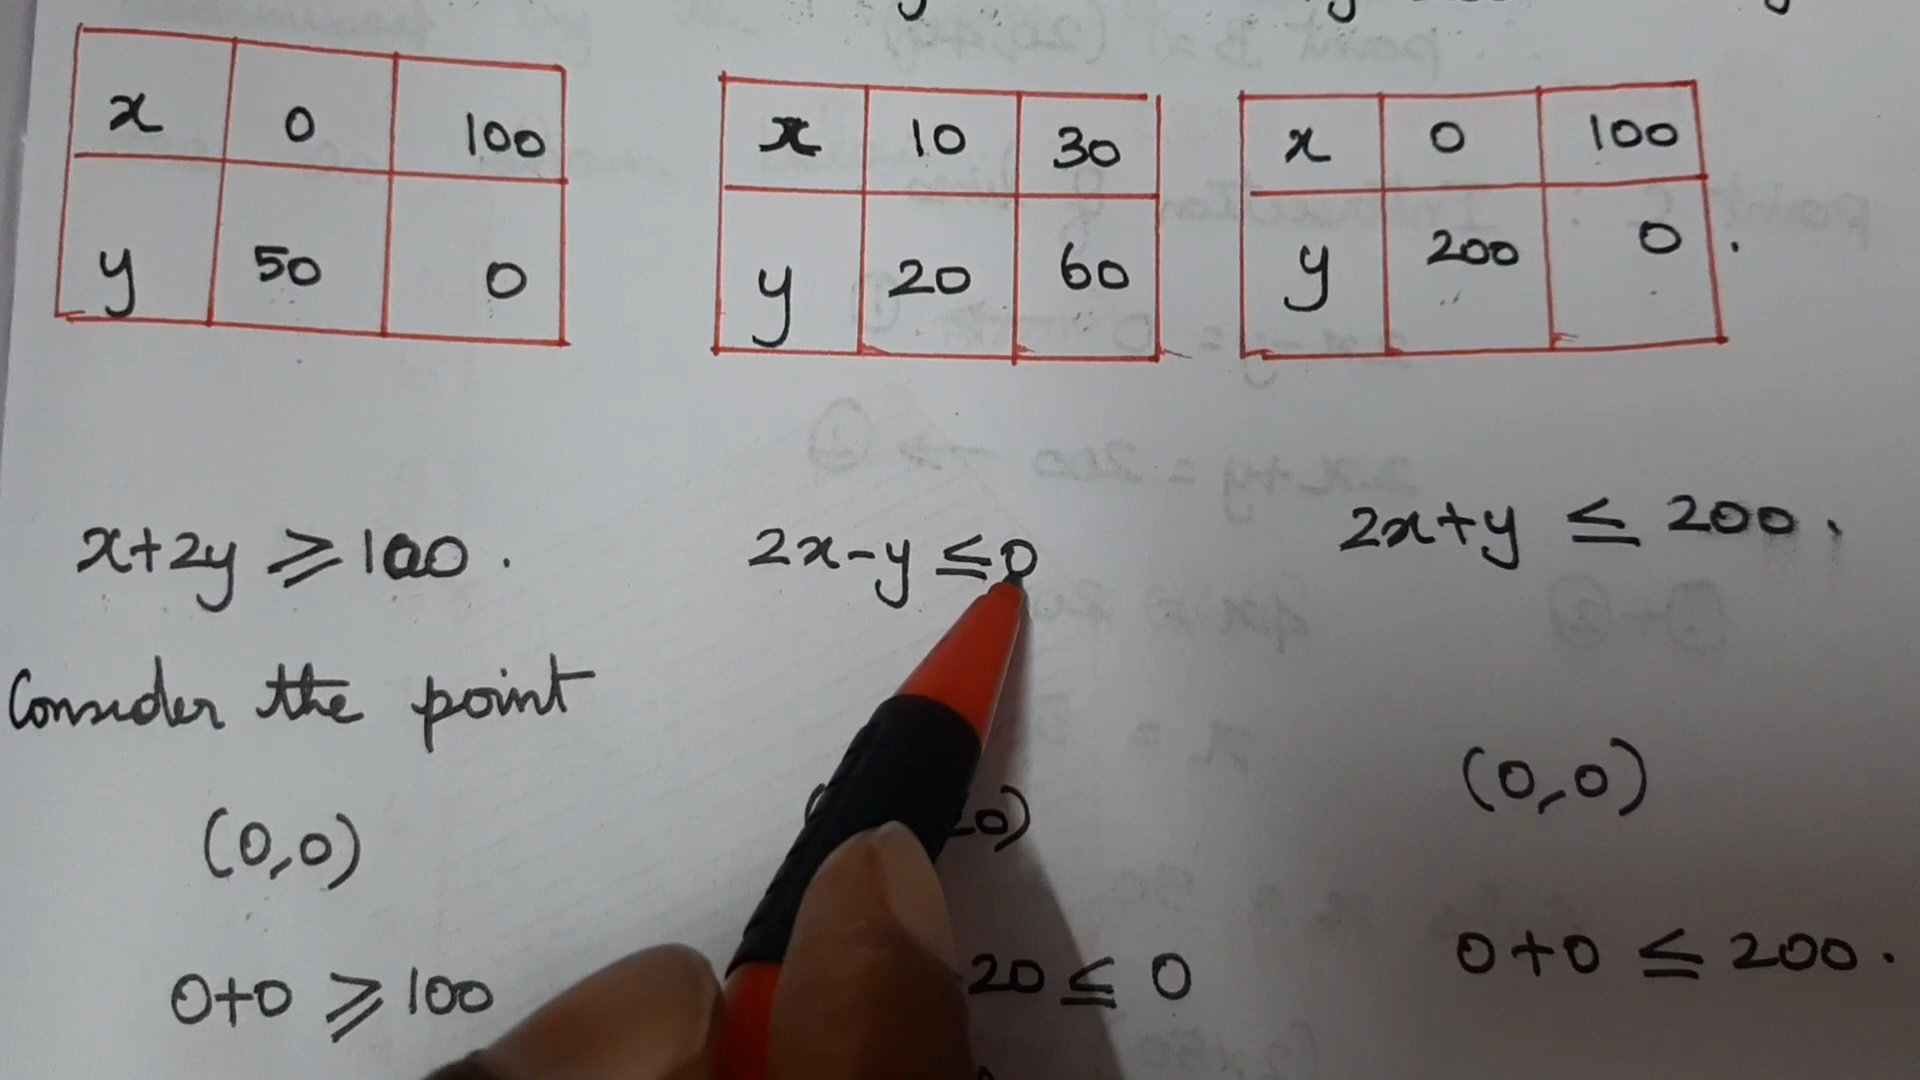 x 0 100
y 50 0
x 10 30
y 20 60
x 0 100
y 200 0 .
x+2y ≥ 100 .
2x-y ≤ 0
2x+y ≤ 200 .
Consider the point
(0,0)
0)
(0,0)
0+0 ≥ 100
20 ≤ 0
0+0 ≤ 200 .